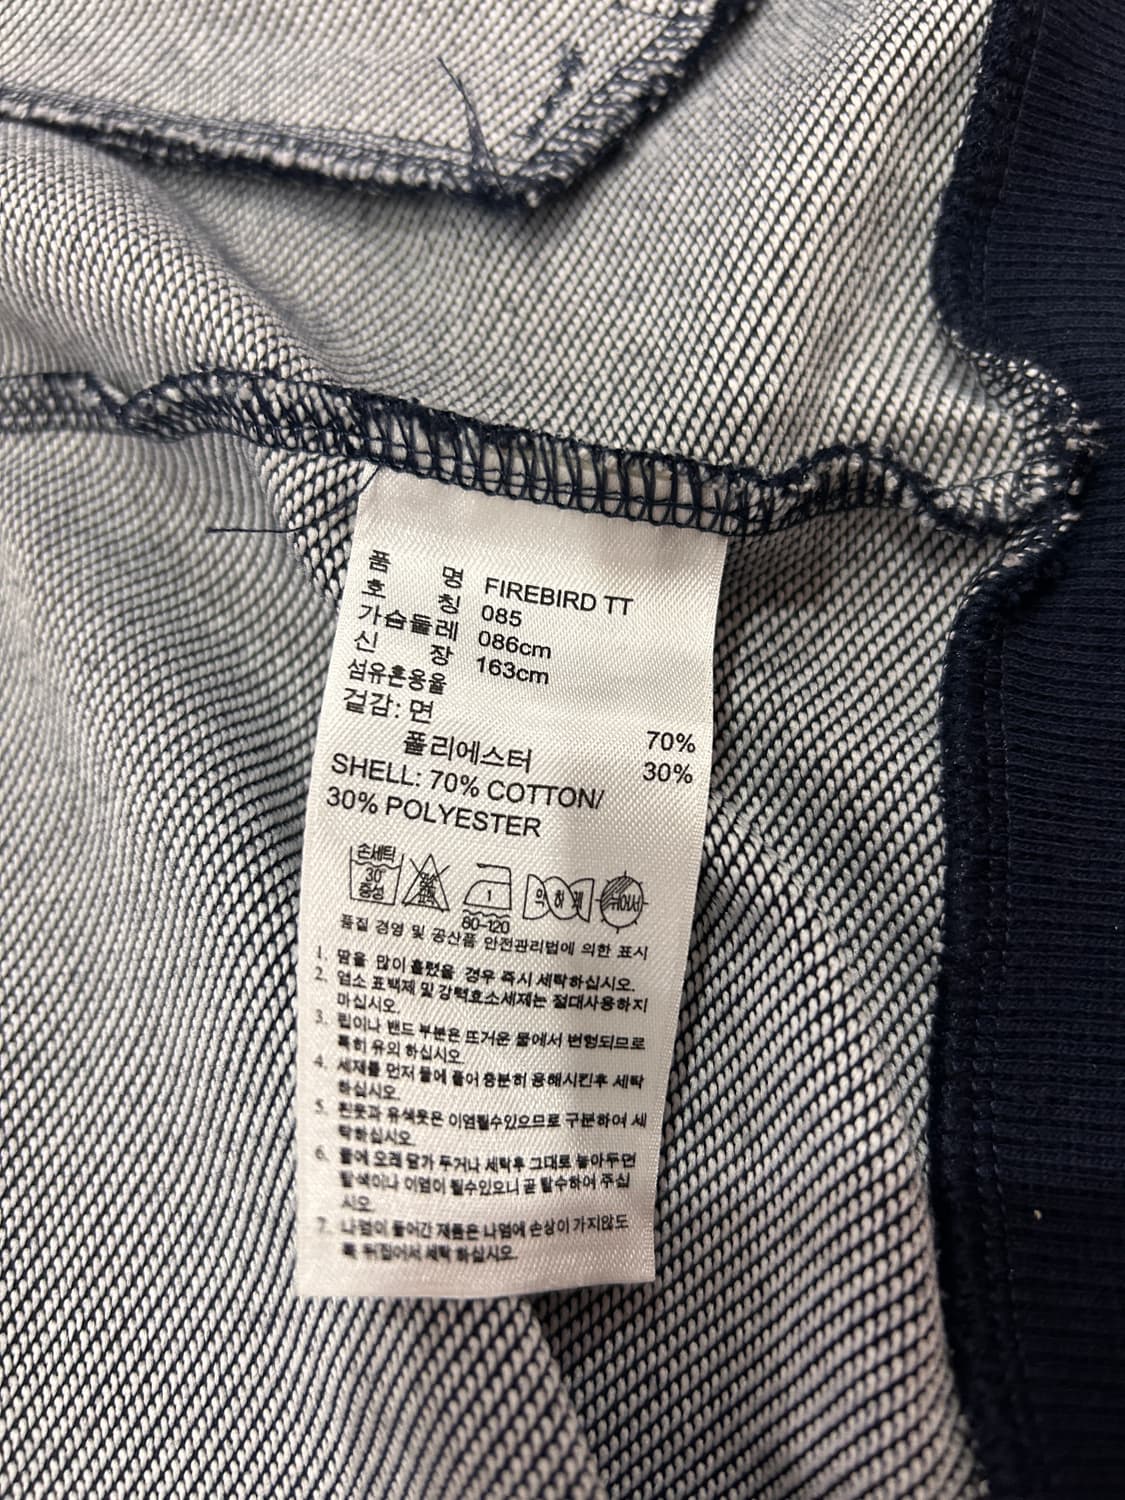 품 명 FIREBIRD TT
호 칭 085
가슴둘레 086cm
신 장 163cm
섬유혼용율
겉감: 면 70%
폴리에스터 30%
SHELL: 70% COTTON/
30% POLYESTER
손세탁
30°
중성
1
80-120
약하게
뉘어서
품질 경영 및 공산품 안전관리법에 의한 표시
1. 땀을 많이 흘렸을 경우 즉시 세탁하십시오.
2. 염소 표백제 및 강력효소세제는 절대사용하지
마십시오.
3. 립이나 밴드 부분은 뜨거운 물에서 변형되므로
특히 유의 하십시오.
4. 세제를 먼저 물에 풀어 충분히 용해시킨후 세탁
하십시오.
5. 흰옷과 유색옷은 이염될수있으므로 구분하여 세
탁하십시오.
6. 물에 오래 담가 두거나 세탁후 그대로 놓아두면
탈색이나 이염이 될수있으니 곧 탈수하여 주십
시오.
7. 나염이 들어간 제품은 나염에 손상이 가지않도
록 뒤집어서 세탁 하십시오.